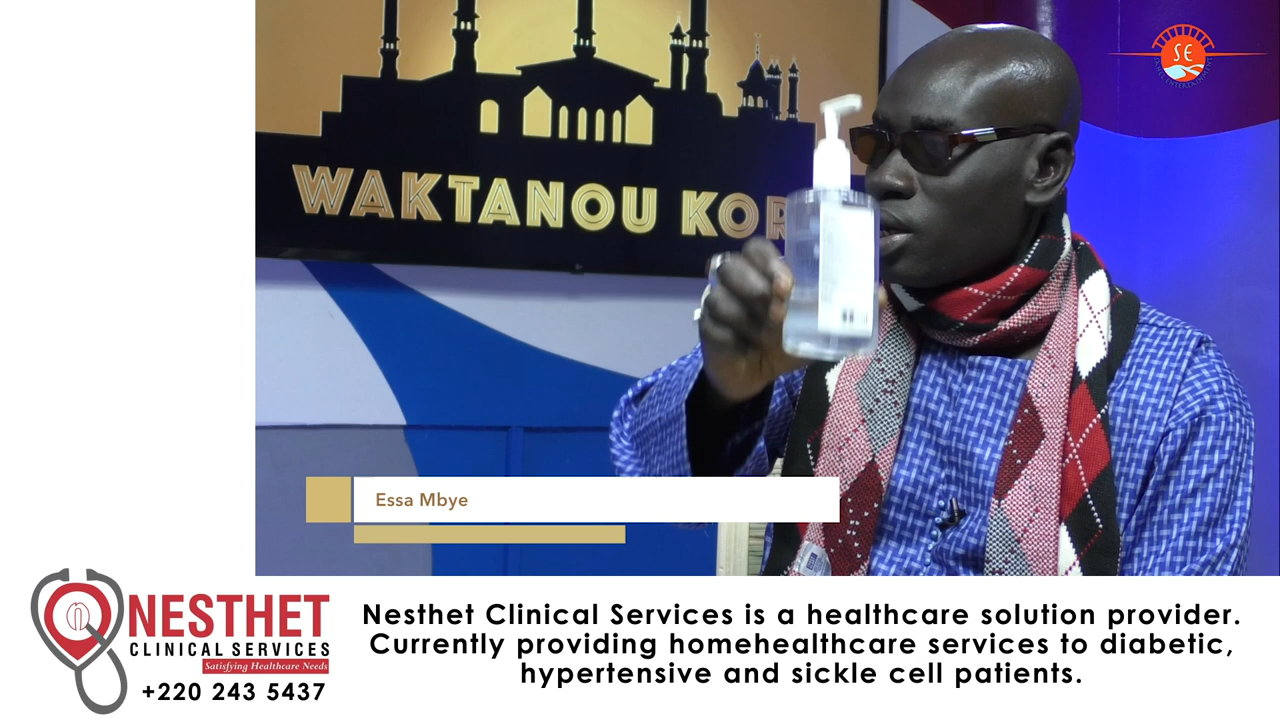 WAKTANOU KOR
SE
Essa Mbye
NESTHET
CLINICAL SERVICES
Satisfying Healthcare Needs
+220 243 5437
Nesthet Clinical Services is a healthcare solution provider.
Currently providing homehealthcare services to diabetic,
hypertensive and sickle cell patients.